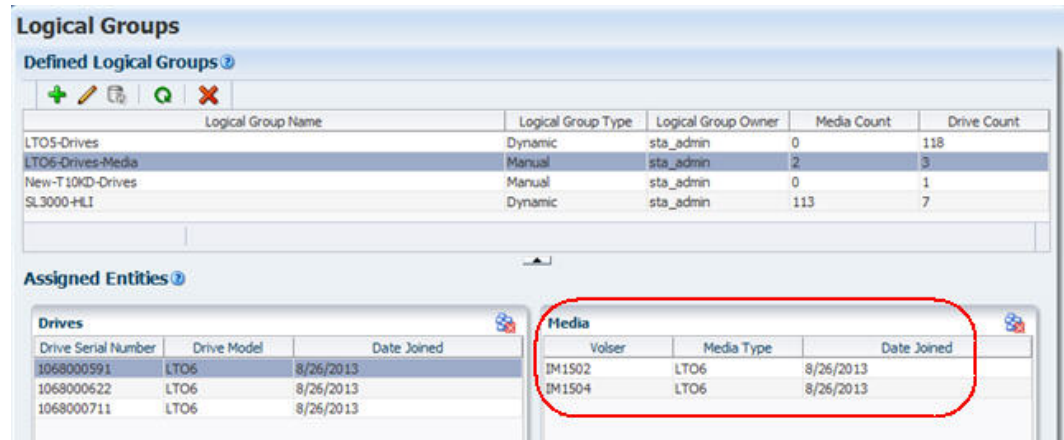 Logical Groups
Defined Logical Groups
Logical Group Name Logical Group Type Logical Group Owner Media Count Drive Count
LTO5-Drives Dynamic sta_admin 0 118
LTO6-Drives-Media Manual sta_admin 2 3
New-T10KD-Drives Manual sta_admin 0 1
SL3000-HLI Dynamic sta_admin 113 7
Assigned Entities
Drives
Drive Serial Number Drive Model Date Joined
1068000591 LTO6 8/26/2013
1068000622 LTO6 8/26/2013
1068000711 LTO6 8/26/2013
Media
Volser Media Type Date Joined
IM1502 LTO6 8/26/2013
IM1504 LTO6 8/26/2013